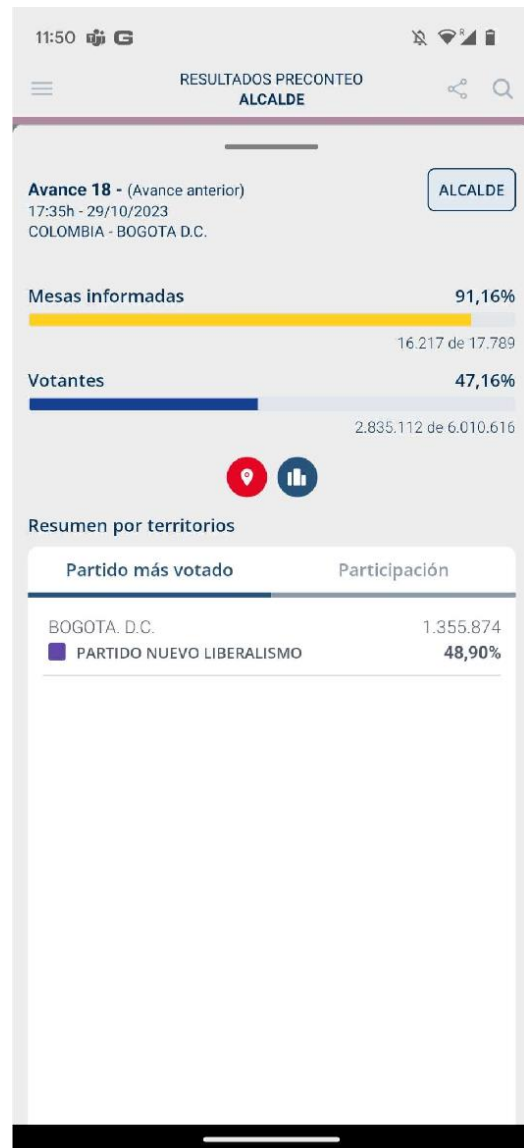 11:50
RESULTADOS PRECONTEO
ALCALDE
Avance 18 - (Avance anterior)
ALCALDE
17:35h - 29/10/2023
COLOMBIA - BOGOTA D.C.
Mesas informadas 91,16%
16.217 de 17.789
Votantes 47,16%
2.835.112 de 6.010.616
Resumen por territorios
Partido más votado Participación
BOGOTA. D.C. 1.355.874
PARTIDO NUEVO LIBERALISMO 48,90%